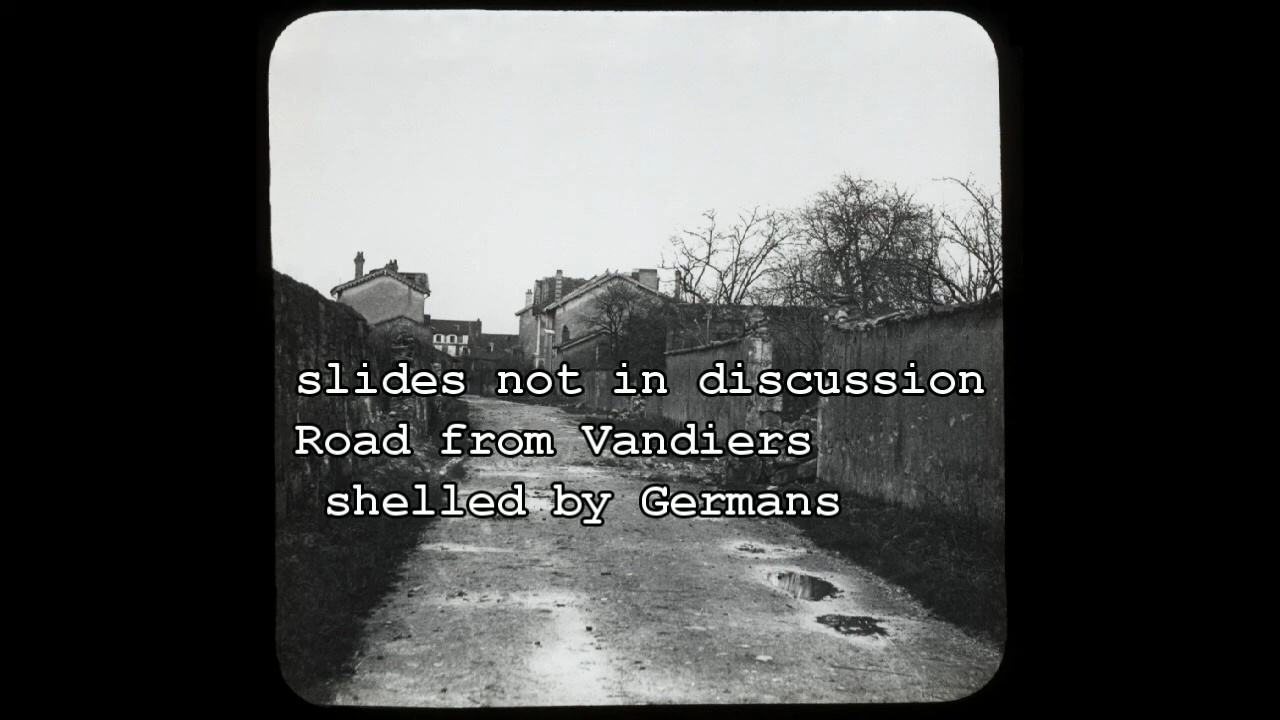 slides not in discussion
Road from Vandiers
shelled by Germans